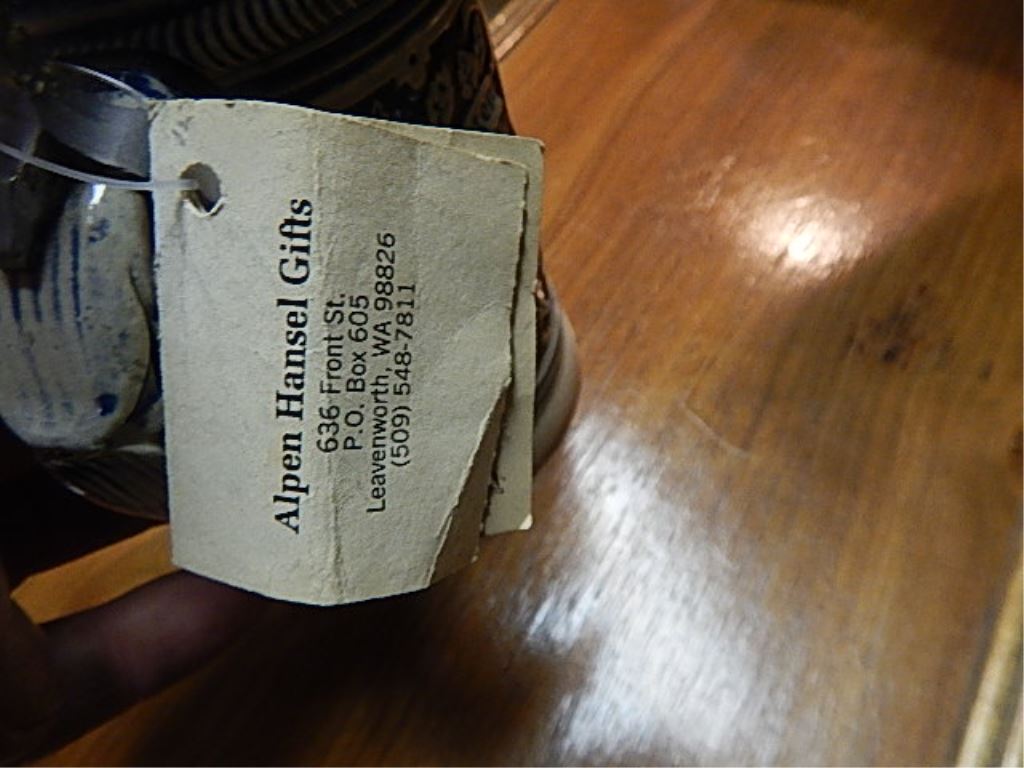 Alpen Hansel Gifts
636 Front St.
P.O. Box 605
Leavenworth, WA 98826
(509) 548-7811